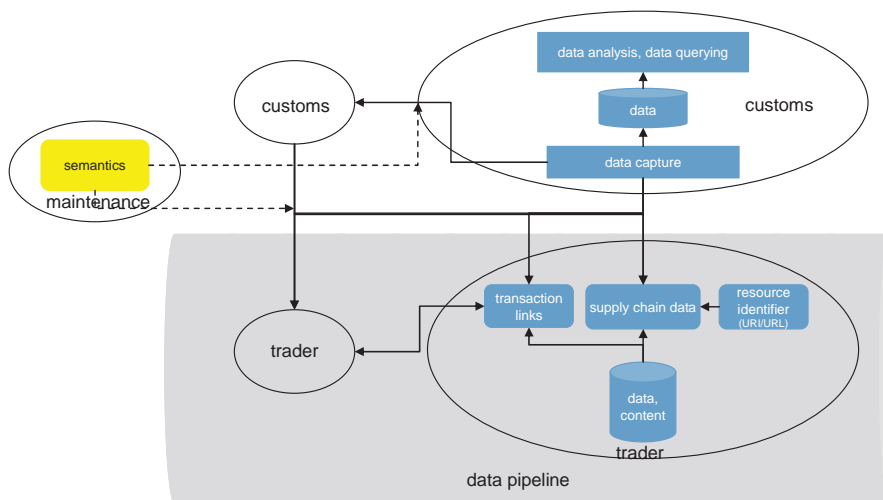 data analysis, data querying
customs
data
customs
data capture
semantics
maintenance
transaction
links
supply chain data
resource
identifier
(URI/URL)
trader
data,
content
trader
data pipeline